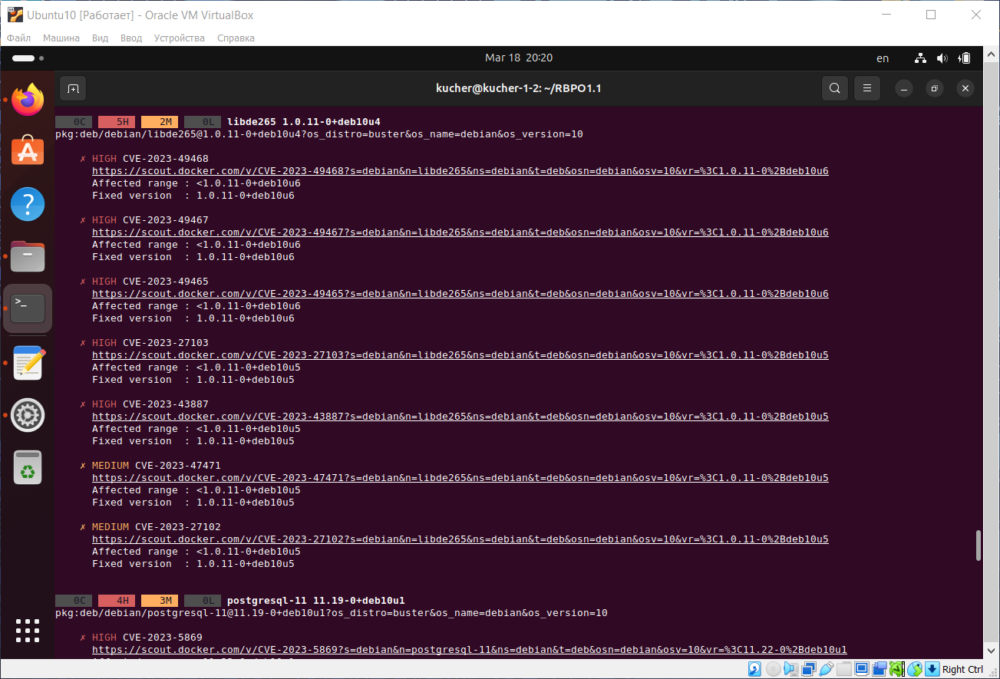 Ubuntu10 [Работает] - Oracle VM VirtualBox
Файл Машина Вид Ввод Устройства Справка
Mar 18 20:20
en
kucher@kucher-1-2: ~/RBPO1.1
0C 5H 2M 0L libde265 1.0.11-0+deb10u4
pkg:deb/debian/libde265@1.0.11-0+deb10u4?os_distro=buster&os_name=debian&os_version=10
✗ HIGH CVE-2023-49468
https://scout.docker.com/v/CVE-2023-49468?s=debian&n=libde265&ns=debian&t=deb&osn=debian&osv=10&vr=%3C1.0.11-0%2Bdeb10u6
Affected range : <1.0.11-0+deb10u6
Fixed version : 1.0.11-0+deb10u6
✗ HIGH CVE-2023-49467
https://scout.docker.com/v/CVE-2023-49467?s=debian&n=libde265&ns=debian&t=deb&osn=debian&osv=10&vr=%3C1.0.11-0%2Bdeb10u6
Affected range : <1.0.11-0+deb10u6
Fixed version : 1.0.11-0+deb10u6
✗ HIGH CVE-2023-49465
https://scout.docker.com/v/CVE-2023-49465?s=debian&n=libde265&ns=debian&t=deb&osn=debian&osv=10&vr=%3C1.0.11-0%2Bdeb10u6
Affected range : <1.0.11-0+deb10u6
Fixed version : 1.0.11-0+deb10u6
✗ HIGH CVE-2023-27103
https://scout.docker.com/v/CVE-2023-27103?s=debian&n=libde265&ns=debian&t=deb&osn=debian&osv=10&vr=%3C1.0.11-0%2Bdeb10u5
Affected range : <1.0.11-0+deb10u5
Fixed version : 1.0.11-0+deb10u5
✗ HIGH CVE-2023-43887
https://scout.docker.com/v/CVE-2023-43887?s=debian&n=libde265&ns=debian&t=deb&osn=debian&osv=10&vr=%3C1.0.11-0%2Bdeb10u5
Affected range : <1.0.11-0+deb10u5
Fixed version : 1.0.11-0+deb10u5
✗ MEDIUM CVE-2023-47471
https://scout.docker.com/v/CVE-2023-47471?s=debian&n=libde265&ns=debian&t=deb&osn=debian&osv=10&vr=%3C1.0.11-0%2Bdeb10u5
Affected range : <1.0.11-0+deb10u5
Fixed version : 1.0.11-0+deb10u5
✗ MEDIUM CVE-2023-27102
https://scout.docker.com/v/CVE-2023-27102?s=debian&n=libde265&ns=debian&t=deb&osn=debian&osv=10&vr=%3C1.0.11-0%2Bdeb10u5
Affected range : <1.0.11-0+deb10u5
Fixed version : 1.0.11-0+deb10u5
0C 4H 3M 0L postgresql-11 11.19-0+deb10u1
pkg:deb/debian/postgresql-11@11.19-0+deb10u1?os_distro=buster&os_name=debian&os_version=10
✗ HIGH CVE-2023-5869
https://scout.docker.com/v/CVE-2023-5869?s=debian&n=postgresql-11&ns=debian&t=deb&osn=debian&osv=10&vr=%3C11.22-0%2Bdeb10u1
Right Ctrl